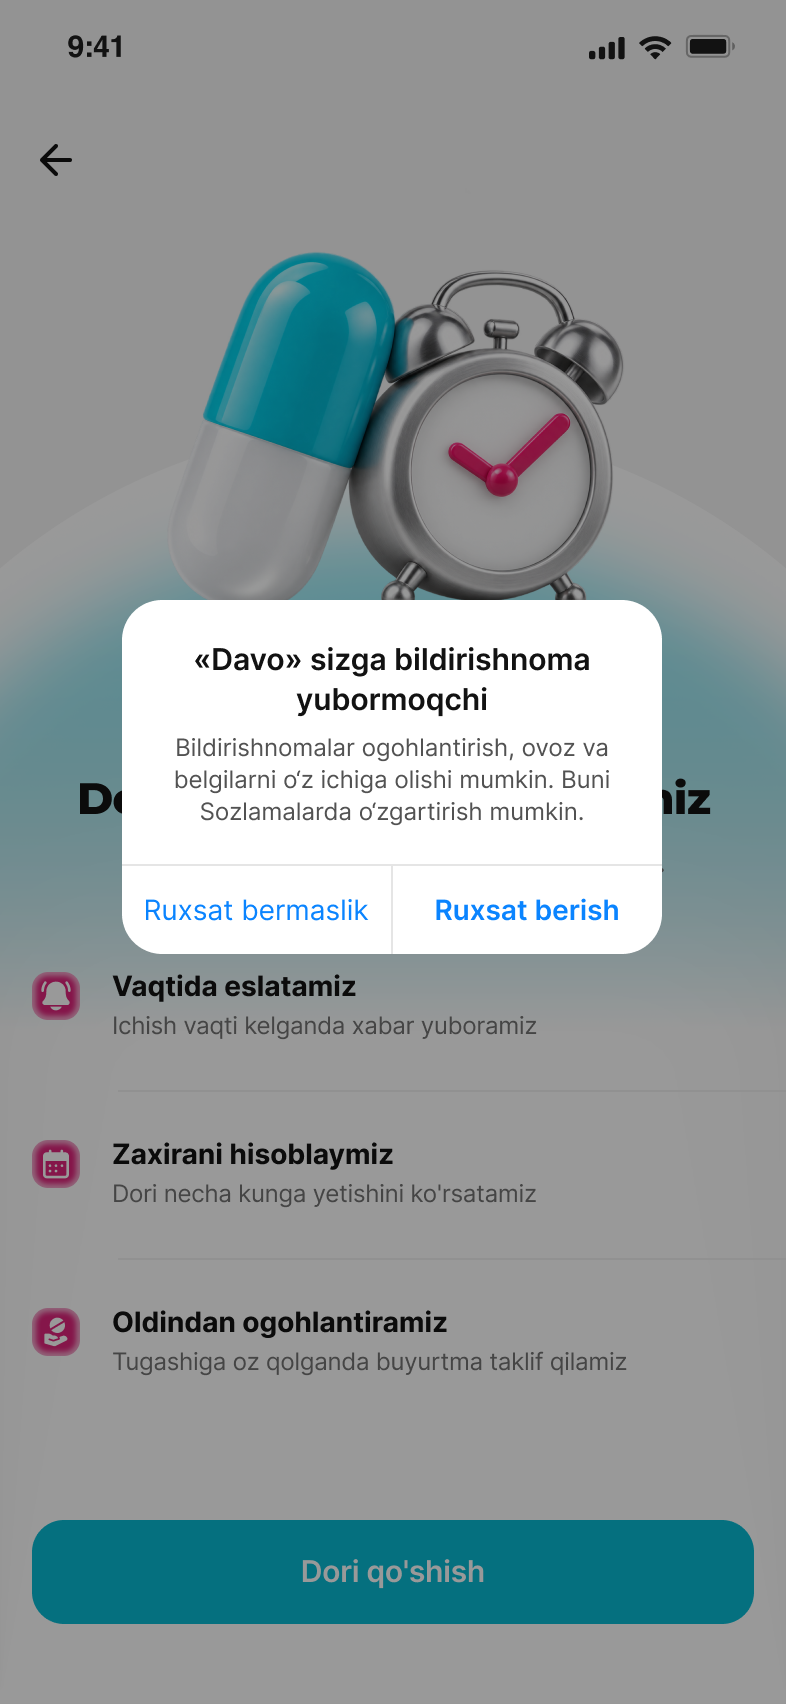 9:41
«Davo» sizga bildirishnoma
yubormoqchi
Bildirishnomalar ogohlantirish, ovoz va
belgilarni o‘z ichiga olishi mumkin. Buni
Sozlamalarda o‘zgartirish mumkin.
Ruxsat bermaslik
Ruxsat berish
Vaqtida eslatamiz
Ichish vaqti kelganda xabar yuboramiz
Zaxirani hisoblaymiz
Dori necha kunga yetishini ko'rsatamiz
Oldindan ogohlantiramiz
Tugashiga oz qolganda buyurtma taklif qilamiz
Dori qo'shish